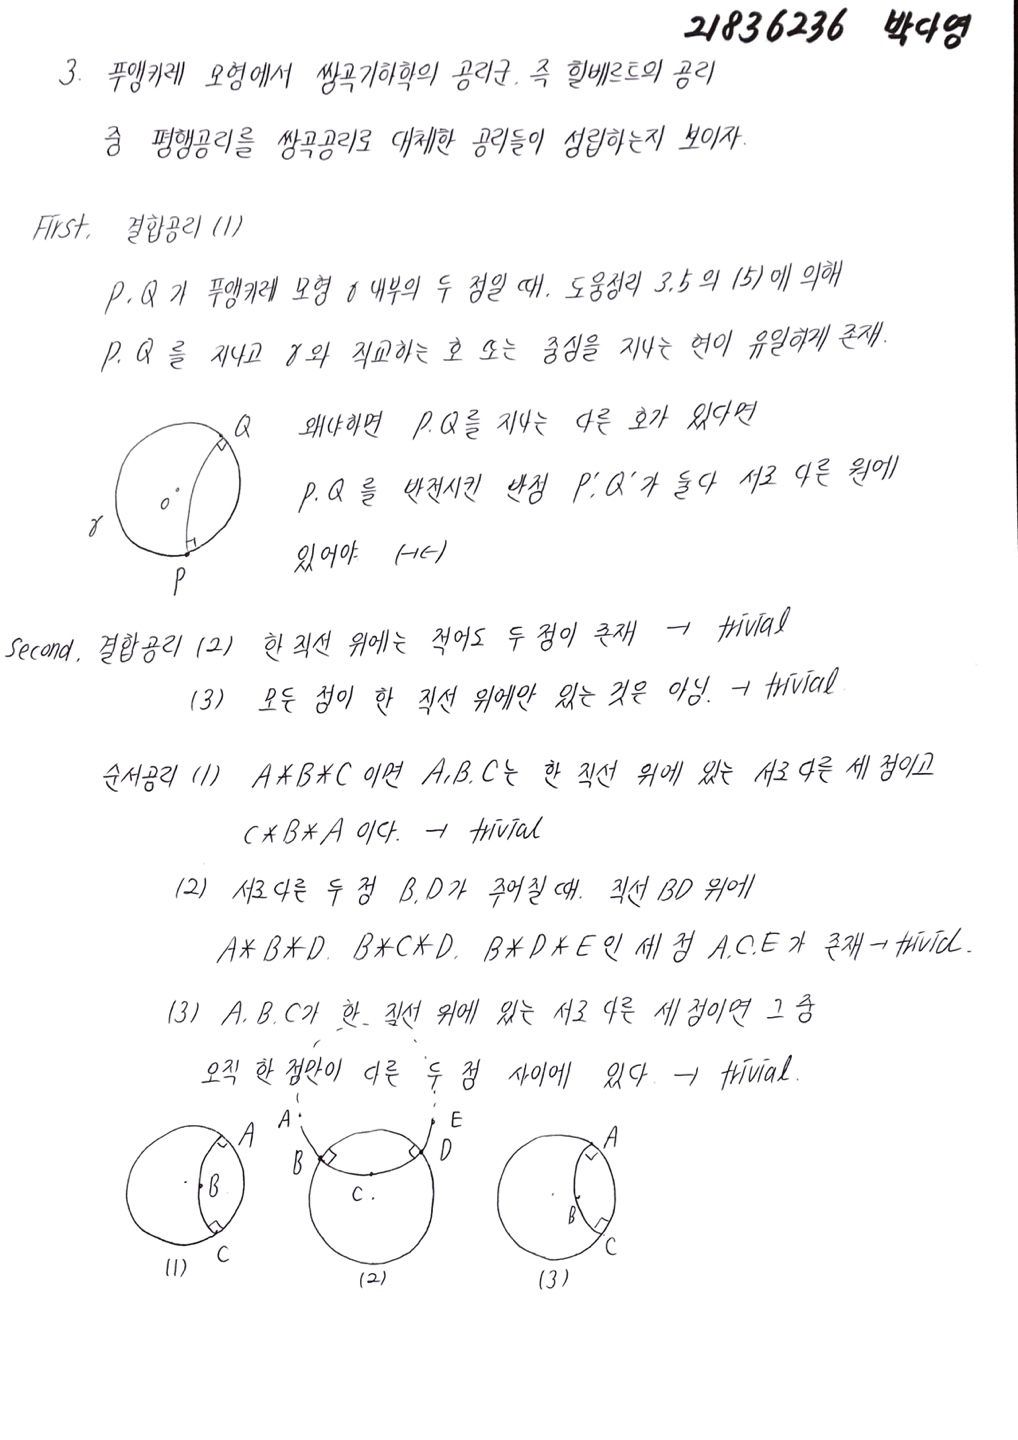 21836236 박다영
3. 푸앵카레 모형에서 쌍곡기하학의 공리군. 즉 힐베르트의 공리
중 평행공리를 쌍곡공리로 대체한 공리들이 성립하는지 보이자.
First. 결합공리 (1)
P.Q가 푸앵카레 모형 γ 내부의 두 점일 때. 도움정리 3.5의 (5)에 의해
P.Q를 지나고 γ와 직교하는 호 또는 중심을 지나는 현이 유일하게 존재.
왜냐하면 P.Q를 지나는 다른 호가 있다면
P.Q를 반전시킨 반점 P'.Q'가 둘다 서로 다른 원에
있어야 (→←)
Q
O
γ
P
Second. 결합공리 (2) 한 직선 위에는 적어도 두 점이 존재 → trivial
(3) 모든 점이 한 직선 위에만 있는 것은 아님. → trivial
순서공리 (1) A*B*C 이면 A.B.C는 한 직선 위에 있는 서로 다른 세 점이고
C*B*A 이다. → trivial
(2) 서로 다른 두 점 B.D가 주어질 때. 직선 BD 위에
A*B*D. B*C*D. B*D*E인 세 점 A.C.E가 존재 → trivial.
(3) A.B.C가 한 직선 위에 있는 서로 다른 세 점이면 그 중
오직 한 점만이 다른 두 점 사이에 있다. → trivial.
A B C (1)
A B C D E (2)
A B C (3)